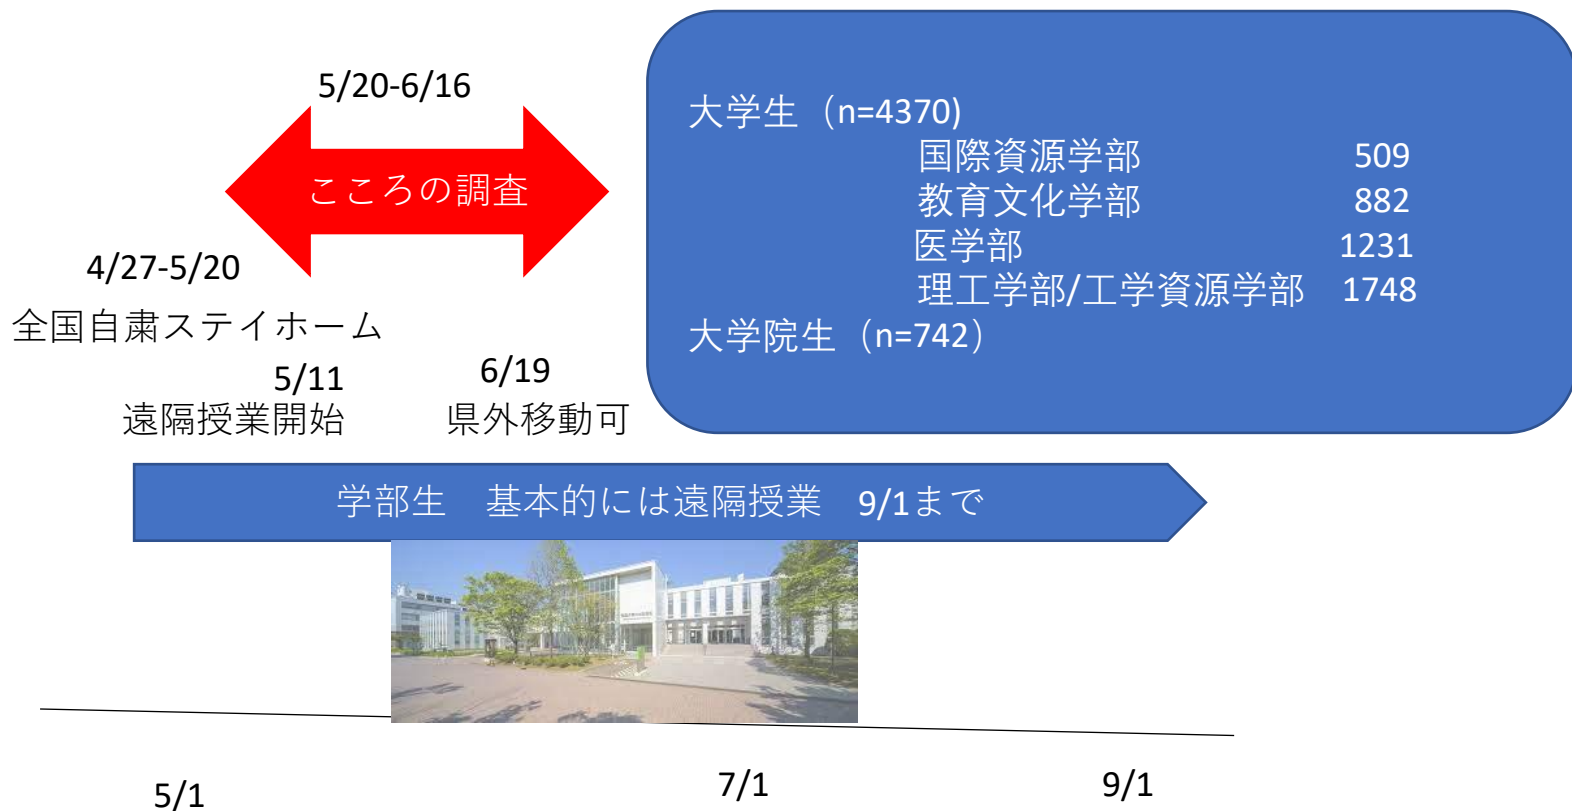 5/20-6/16
こころの調査
4/27-5/20
全国自粛ステイホーム
5/11
遠隔授業開始
6/19
県外移動可
大学生（n=4370)
国際資源学部 509
教育文化学部 882
医学部 1231
理工学部/工学資源学部 1748
大学院生（n=742）
学部生　基本的には遠隔授業　9/1まで
5/1
7/1
9/1